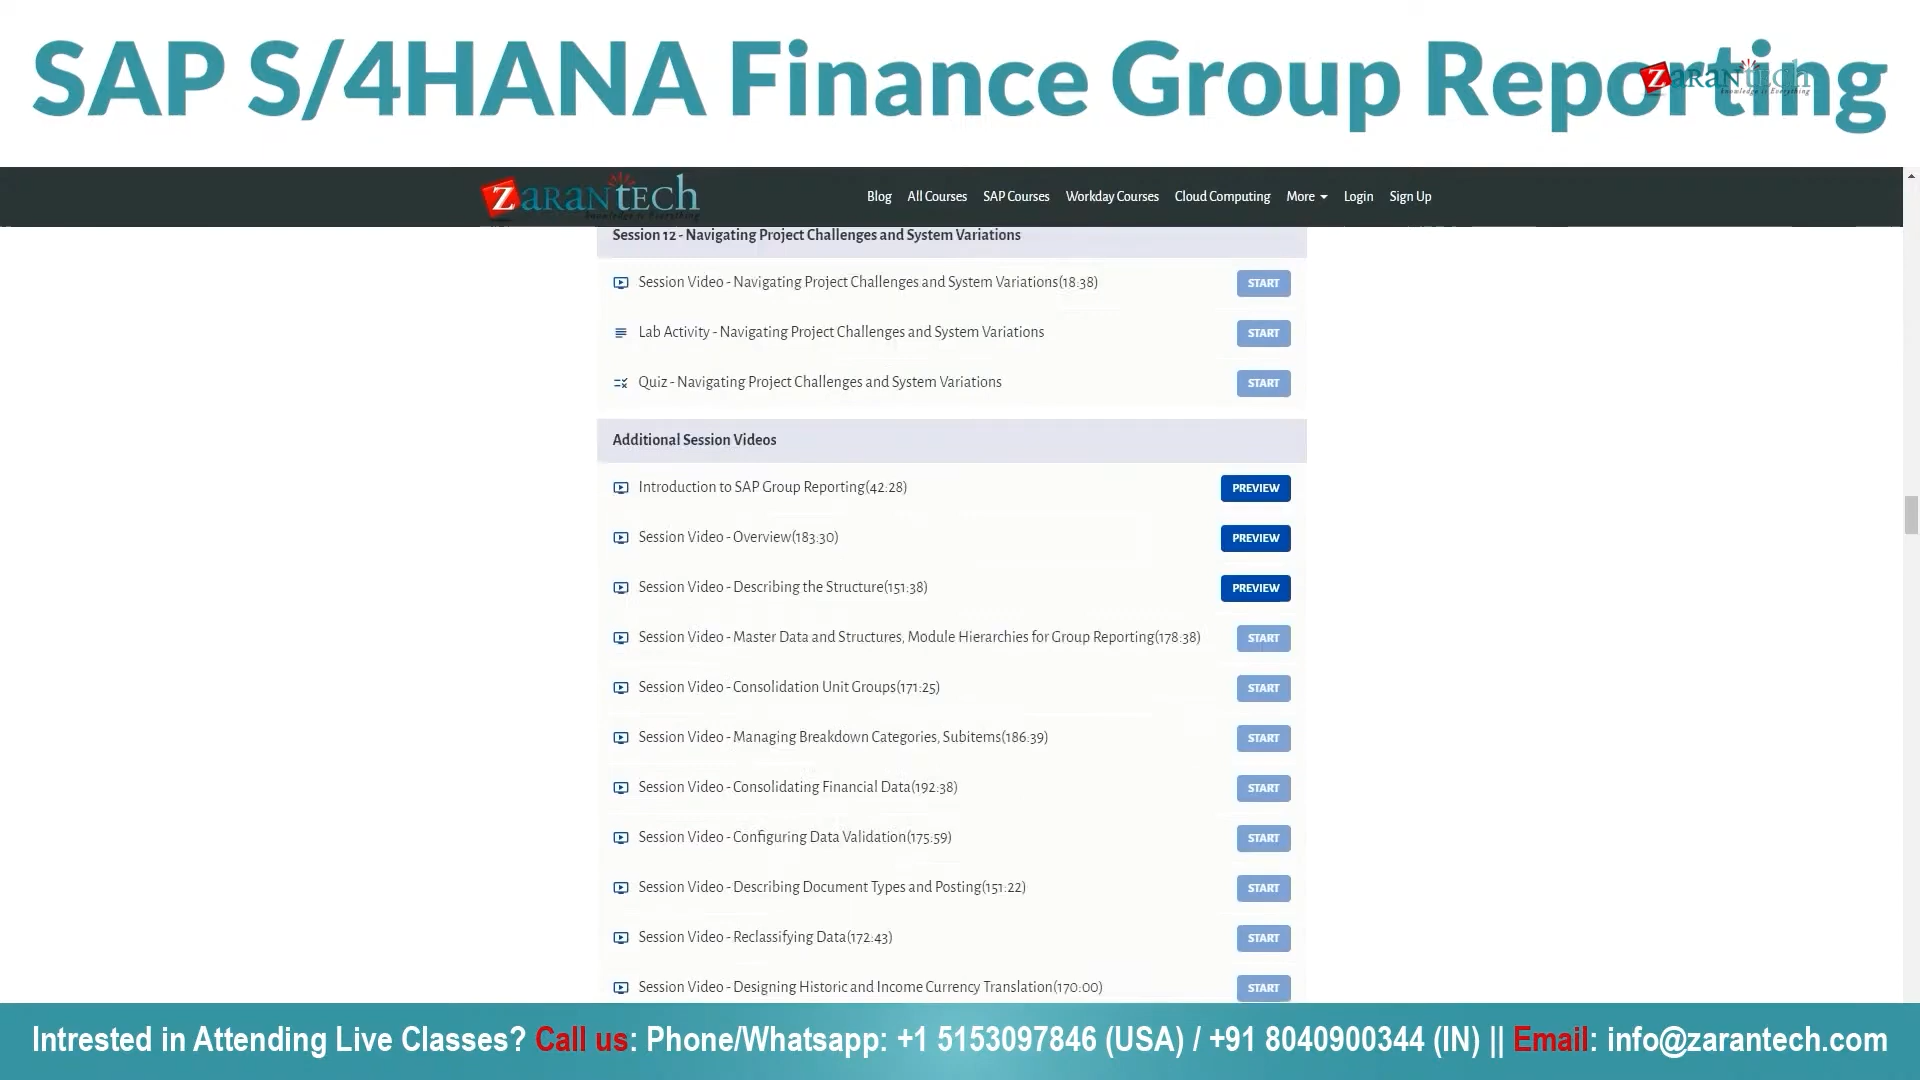 SAP S/4HANA Finance Group Reporting
ZARANTECH
Knowledge is Everything
ZARANTECH
Knowledge is Everything
Blog All Courses SAP Courses Workday Courses Cloud Computing More Login Sign Up
Session 12 - Navigating Project Challenges and System Variations
Session Video - Navigating Project Challenges and System Variations(18.38) START
Lab Activity - Navigating Project Challenges and System Variations START
Quiz - Navigating Project Challenges and System Variations START
Additional Session Videos
Introduction to SAP Group Reporting(42:28) PREVIEW
Session Video - Overview(183.30) PREVIEW
Session Video - Describing the Structure(151:38) PREVIEW
Session Video - Master Data and Structures, Module Hierarchies for Group Reporting(178:38) START
Session Video - Consolidation Unit Groups(171:25) START
Session Video - Managing Breakdown Categories, Subitems(186.39) START
Session Video - Consolidating Financial Data(192:38) START
Session Video - Configuring Data Validation(175:59) START
Session Video - Describing Document Types and Posting(151:22) START
Session Video - Reclassifying Data(172:43) START
Session Video - Designing Historic and Income Currency Translation(170:00) START
Intrested in Attending Live Classes? Call us: Phone/Whatsapp: +1 5153097846 (USA) / +91 8040900344 (IN) || Email: info@zarantech.com